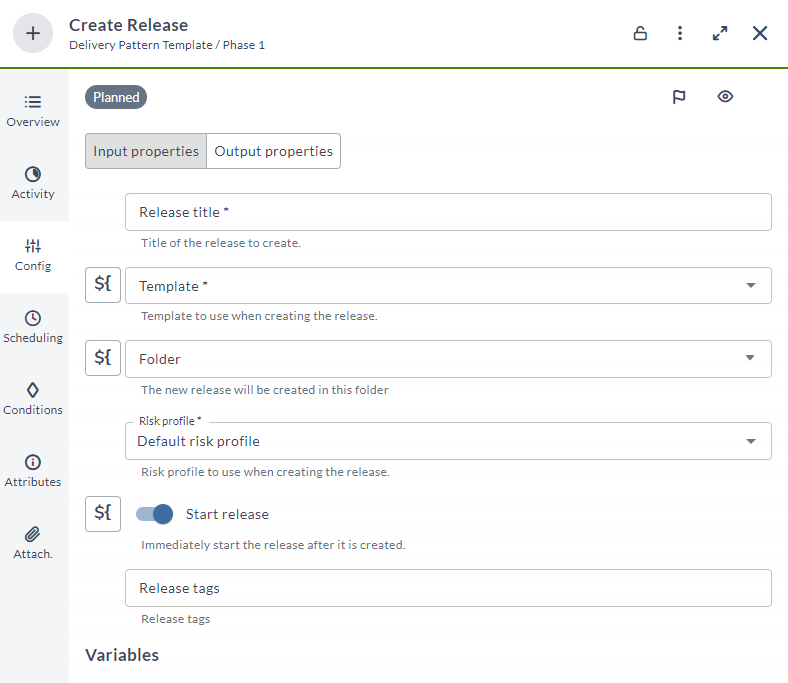 Create Release
Delivery Pattern Template / Phase 1
Planned
Overview
Activity
Config
Scheduling
Conditions
Attributes
Attach.
Input properties
Output properties
Release title *
Title of the release to create.
${
Template *
Template to use when creating the release.
${
Folder
The new release will be created in this folder
Risk profile *
Default risk profile
Risk profile to use when creating the release.
${
Start release
Immediately start the release after it is created.
Release tags
Release tags
Variables